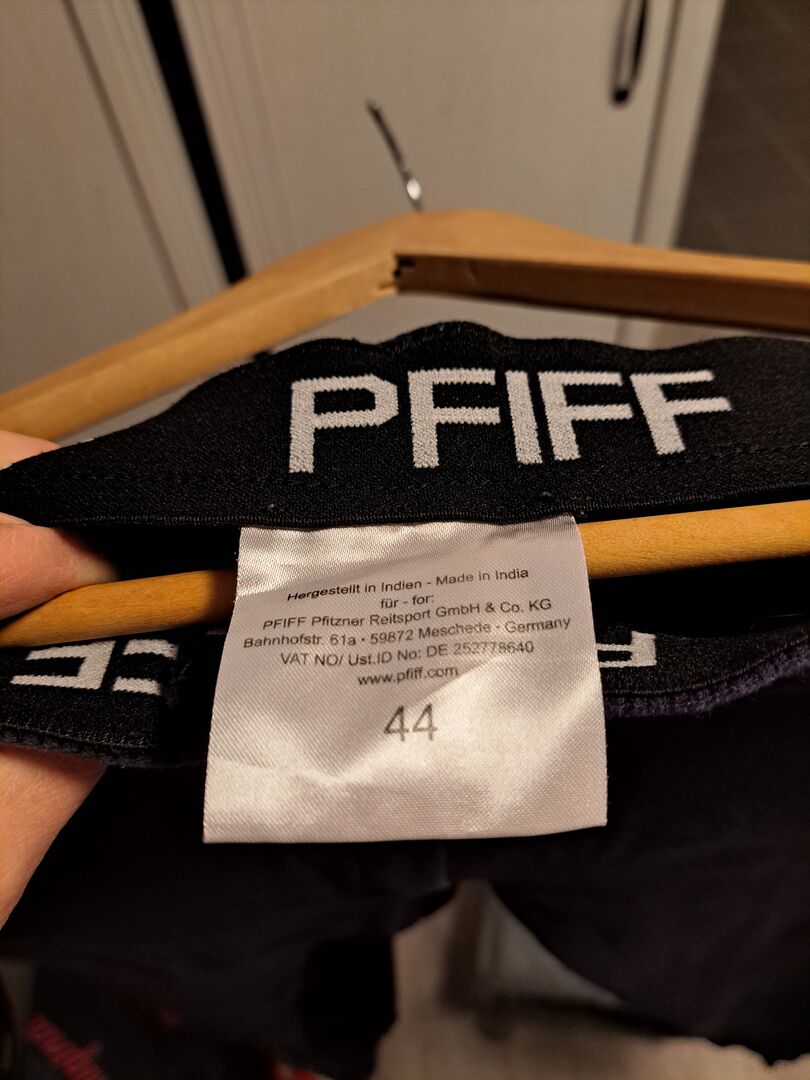 PFIFF
Hergestellt in Indien - Made in India
für - for:
PFIFF Pfitzner Reitsport GmbH & Co. KG
Bahnhofstr. 61a · 59872 Meschede · Germany
VAT NO/ Ust.ID No: DE 252778640
www.pfiff.com
44